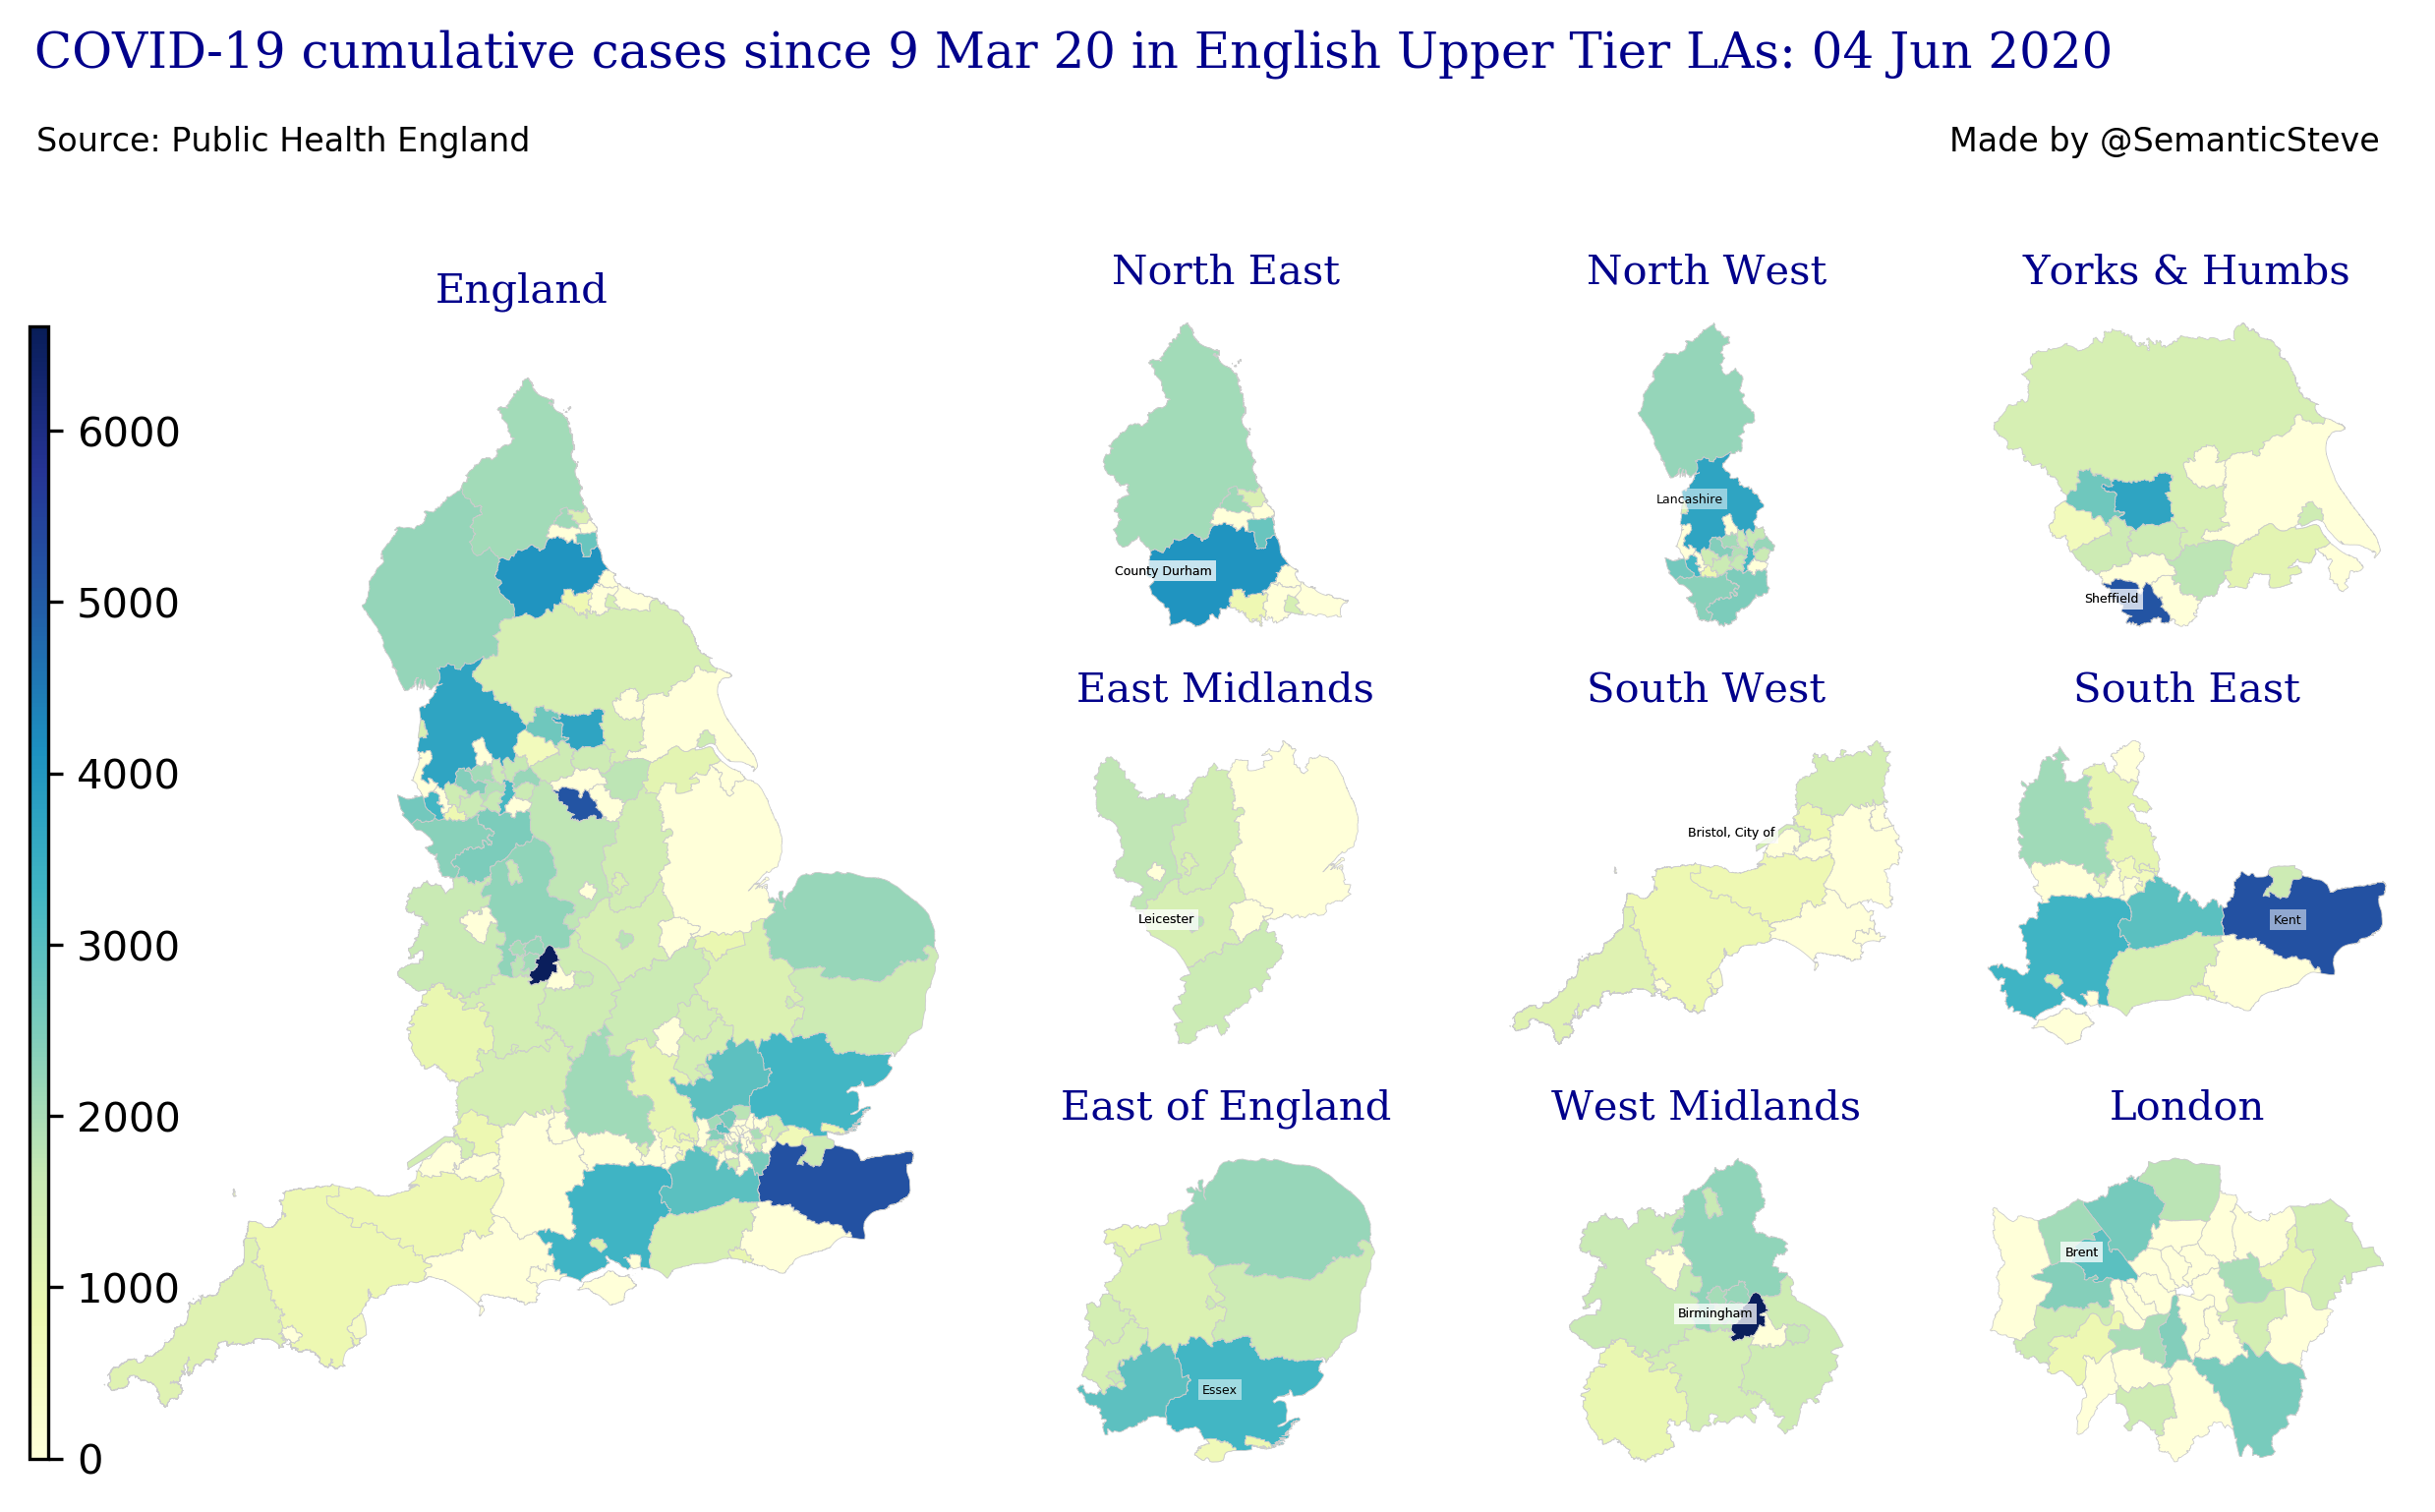 COVID-19 cumulative cases since 9 Mar 20 in English Upper Tier LAs: 04 Jun 2020
Source: Public Health England
Made by @SemanticSteve
England
6000
5000
4000
3000
2000
1000
0
North East
County Durham
North West
Lancashire
Yorks & Humbs
Sheffield
East Midlands
Leicester
South West
Bristol, City of
South East
Kent
East of England
Essex
West Midlands
Birmingham
London
Brent